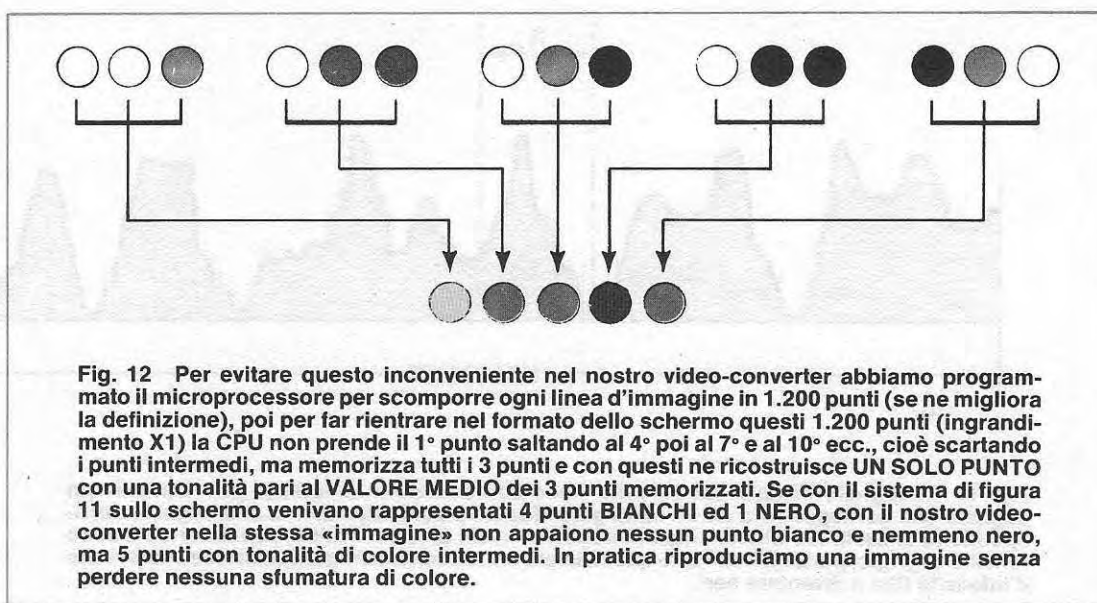 Fig. 12 Per evitare questo inconveniente nel nostro video-converter abbiamo program-
mato il microprocessore per scomporre ogni linea d'immagine in 1.200 punti (se ne migliora
la definizione), poi per far rientrare nel formato dello schermo questi 1.200 punti (ingrandi-
mento X1) la CPU non prende il 1° punto saltando al 4° poi al 7° e al 10° ecc., cioè scartando
i punti intermedi, ma memorizza tutti i 3 punti e con questi ne ricostruisce UN SOLO PUNTO
con una tonalità pari al VALORE MEDIO dei 3 punti memorizzati. Se con il sistema di figura
11 sullo schermo venivano rappresentati 4 punti BIANCHI ed 1 NERO, con il nostro video-
converter nella stessa «immagine» non appaiono nessun punto bianco e nemmeno nero,
ma 5 punti con tonalità di colore intermedi. In pratica riproduciamo una immagine senza
perdere nessuna sfumatura di colore.